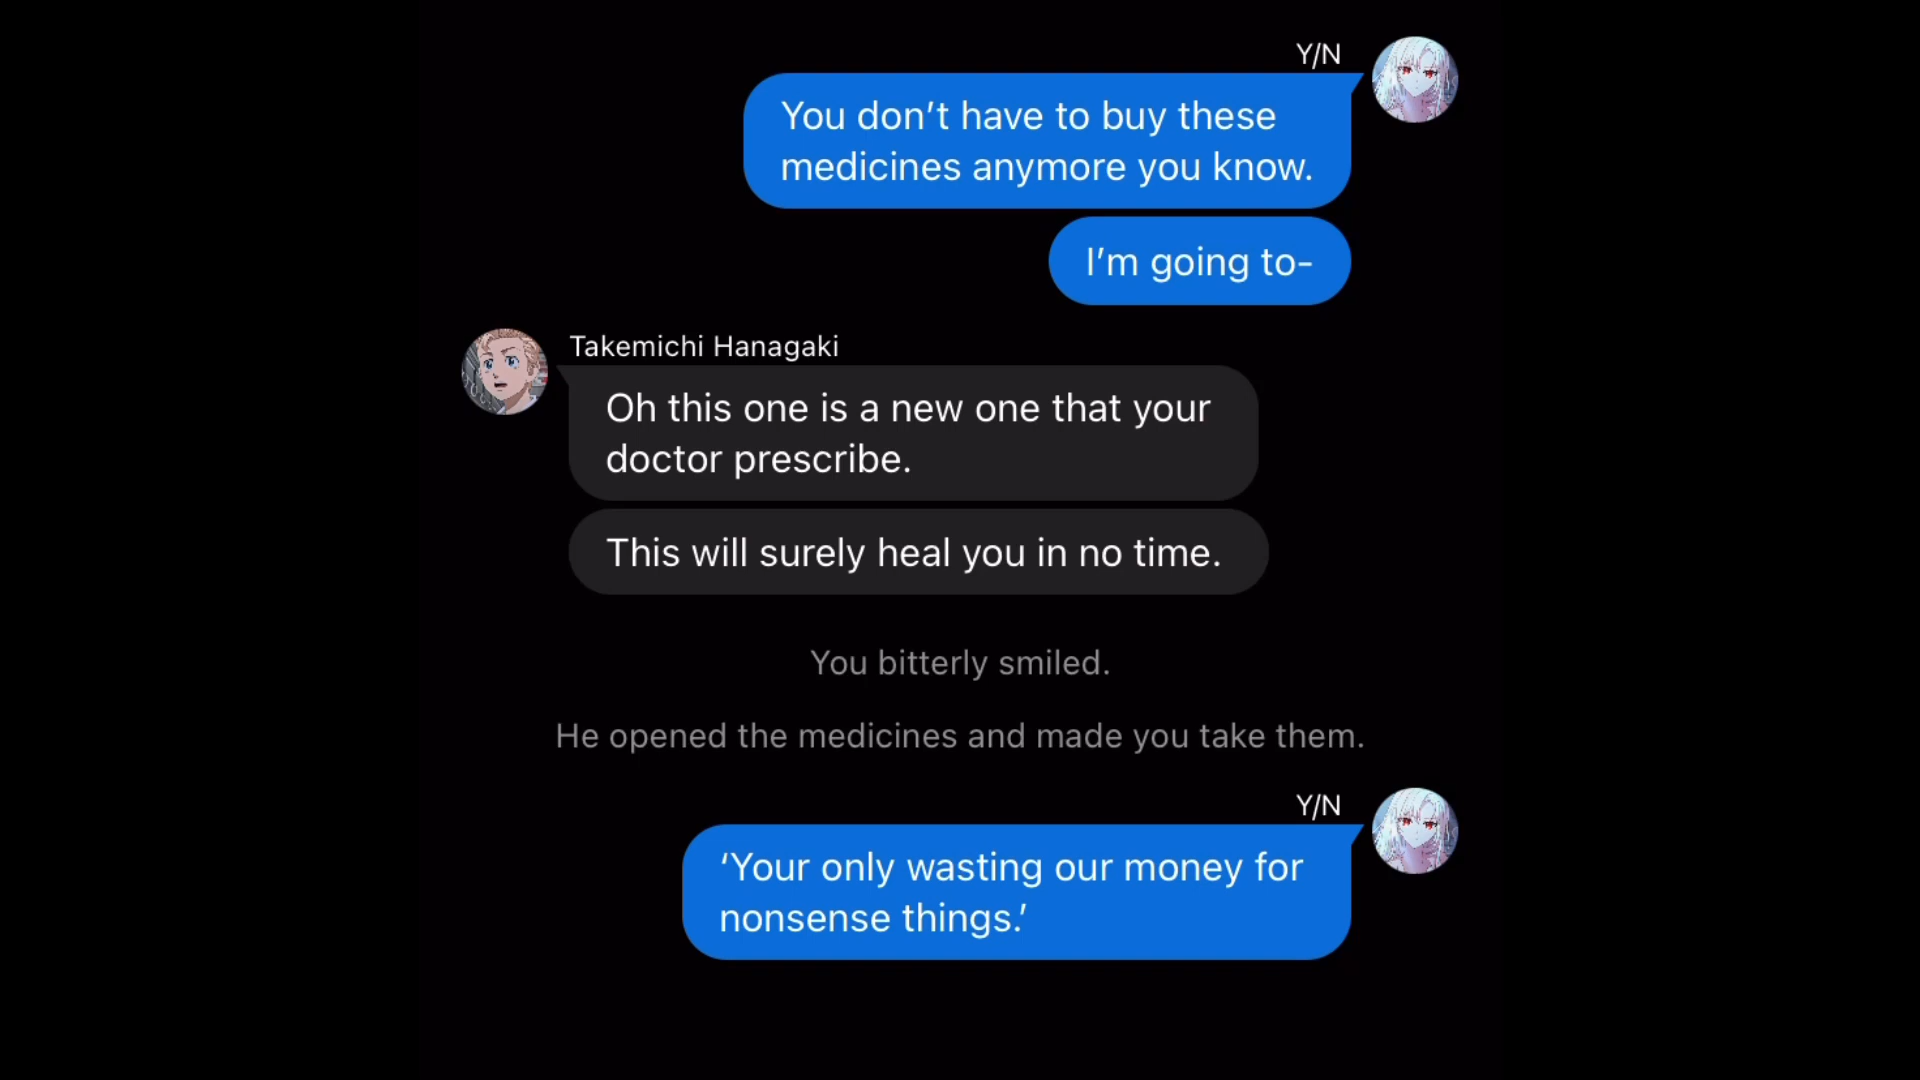 Y/N
You don’t have to buy these
medicines anymore you know.
I’m going to-
Takemichi Hanagaki
Oh this one is a new one that your
doctor prescribe.
This will surely heal you in no time.
You bitterly smiled.
He opened the medicines and made you take them.
Y/N
‘Your only wasting our money for
nonsense things.’